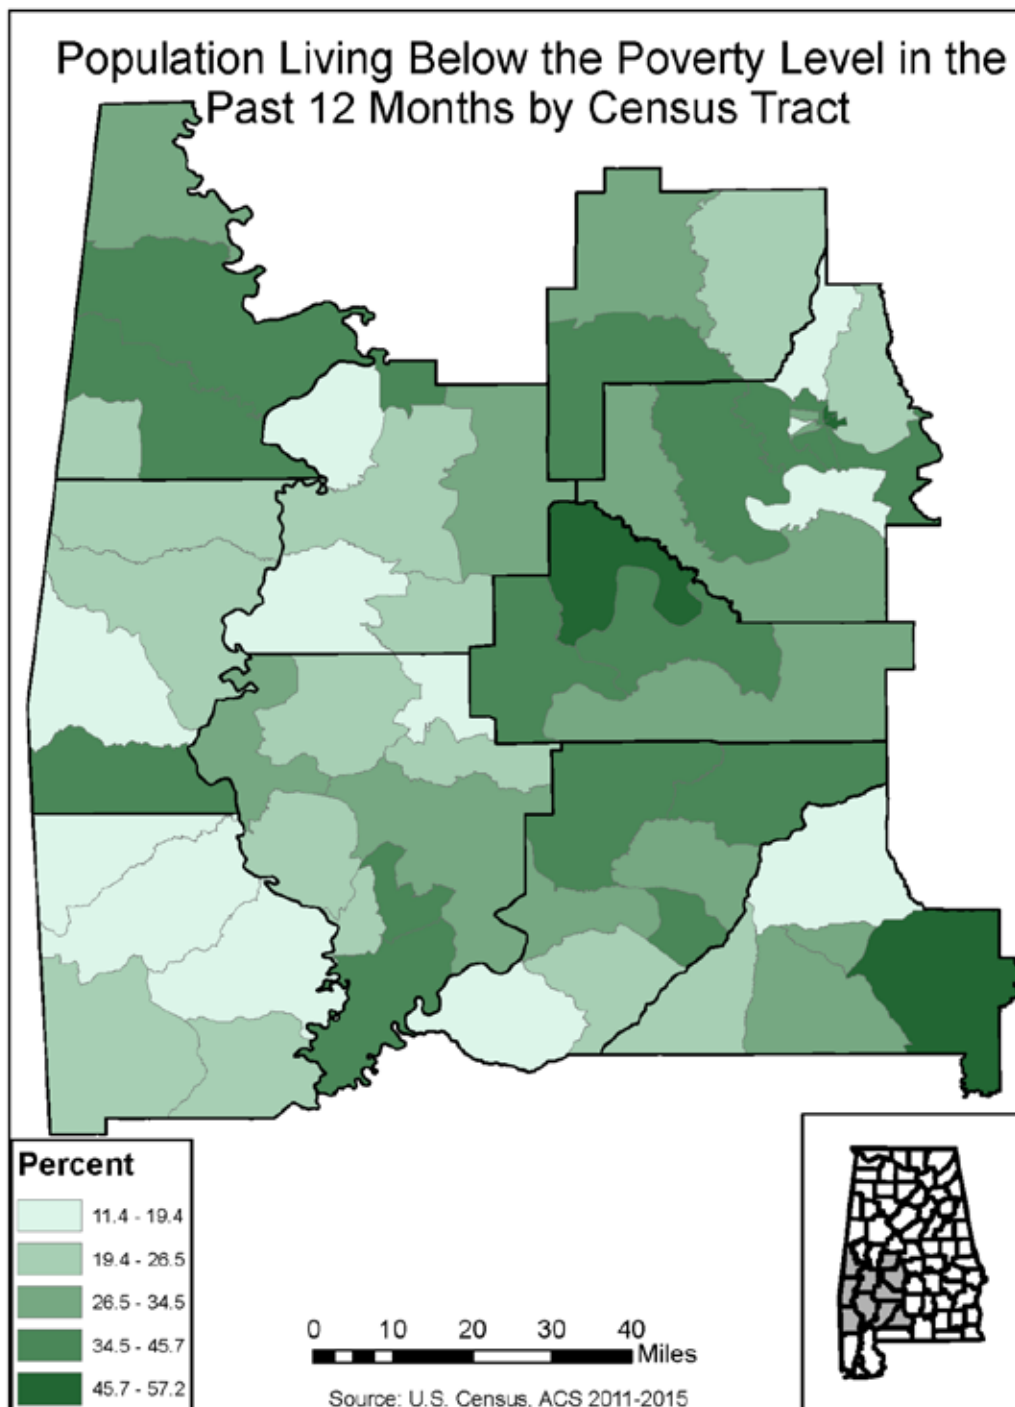 Population Living Below the Poverty Level in the
Past 12 Months by Census Tract
Percent
11.4 - 19.4
19.4 - 26.5
26.5 - 34.5
34.5 - 45.7
45.7 - 57.2
0 10 20 30 40
Miles
Source: U.S. Census, ACS 2011-2015